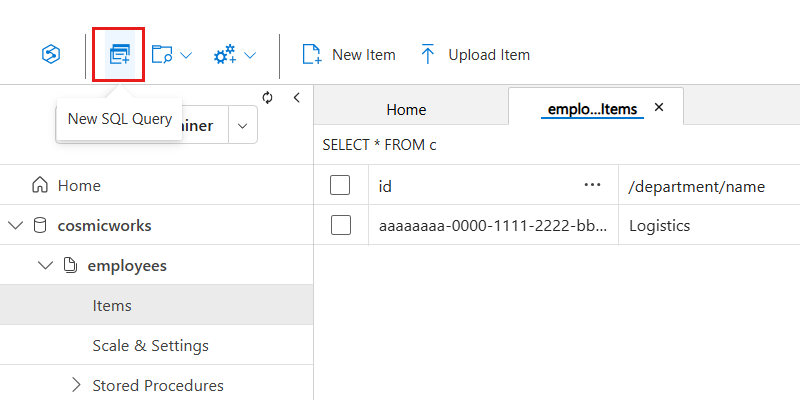 New Item
Upload Item
New SQL Query
iner
Home
emplo...Items
SELECT * FROM c
id
/department/name
aaaaaaaa-0000-1111-2222-bb...
Logistics
Home
cosmicworks
employees
Items
Scale & Settings
Stored Procedures